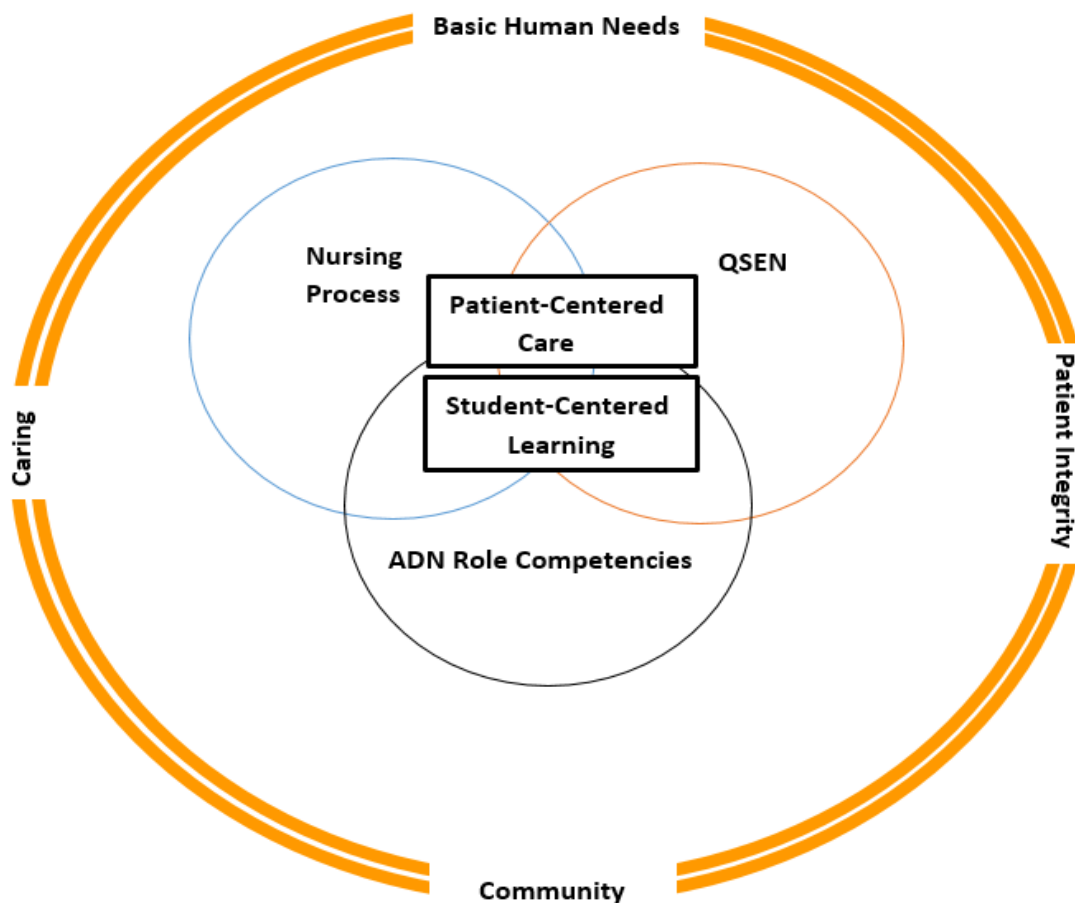 Basic Human Needs
Nursing
Process
QSEN
Patient-Centered
Care
Student-Centered
Learning
Caring
Patient Integrity
ADN Role Competencies
Community